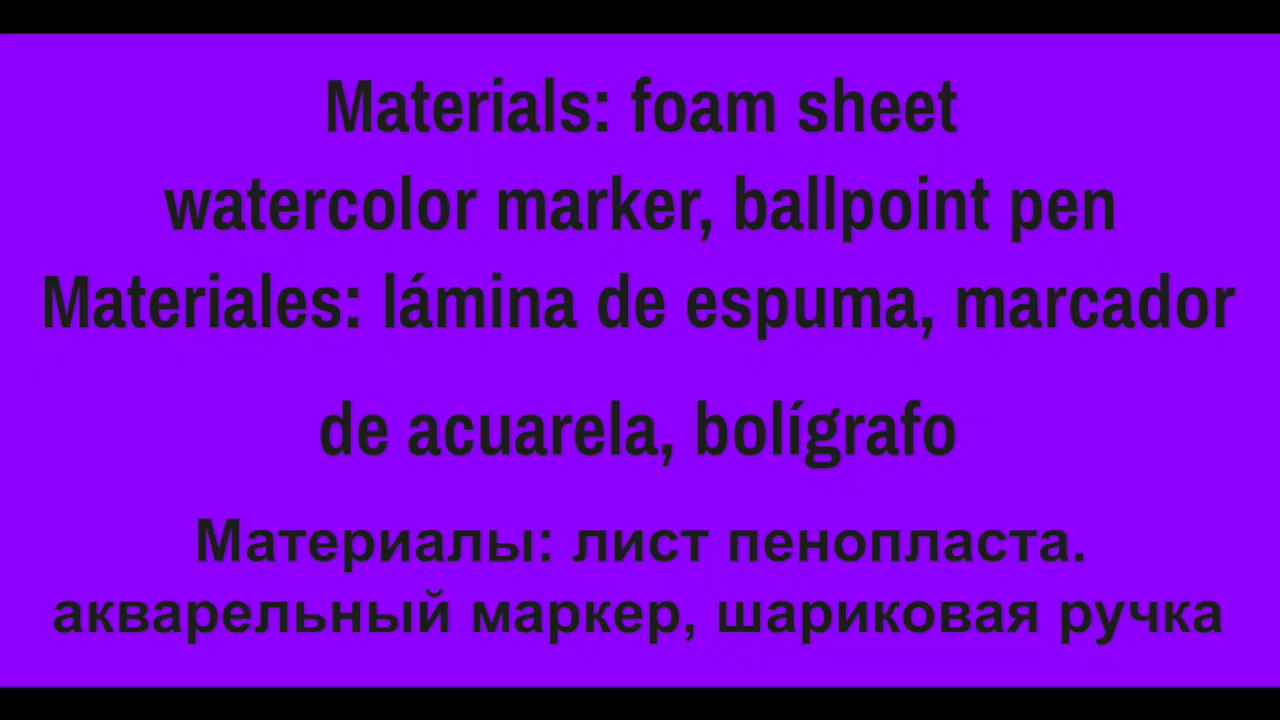 Materials: foam sheet
watercolor marker, ballpoint pen
Materiales: lámina de espuma, marcador
de acuarela, bolígrafo
Материалы: лист пенопласта.
акварельный маркер, шариковая ручка